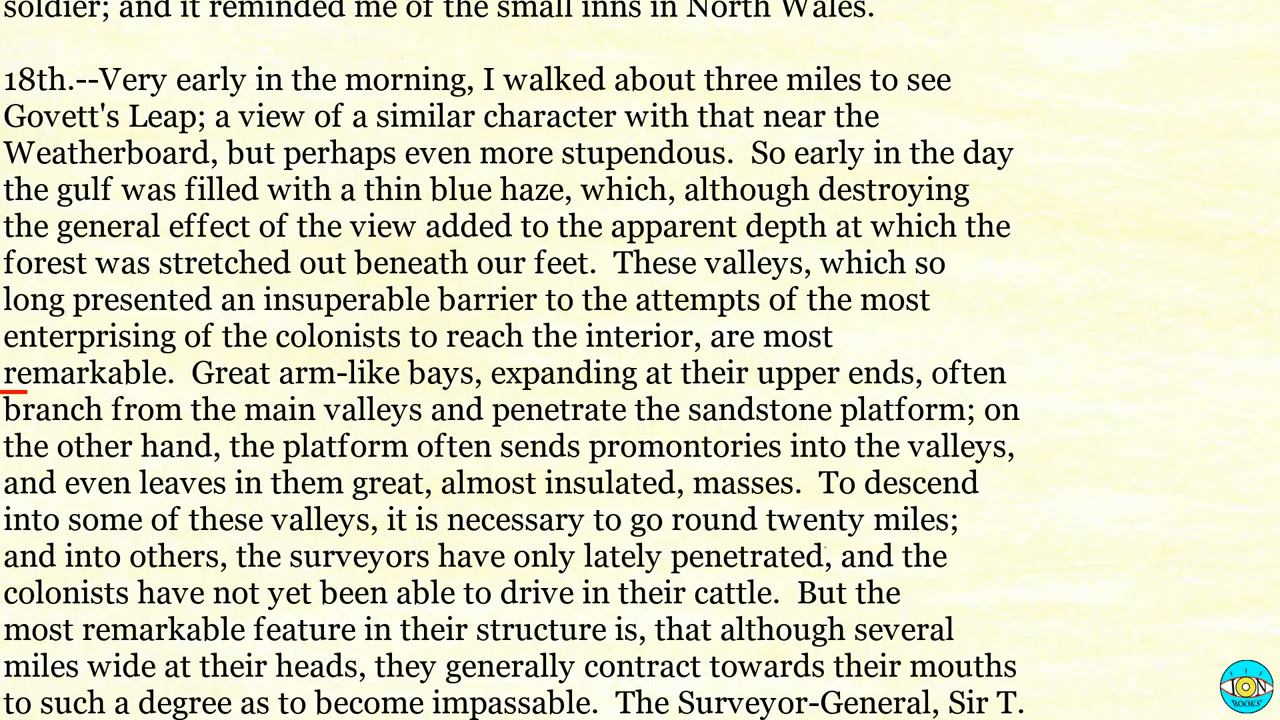 soldier; and it reminded me of the small inns in North Wales.
18th.--Very early in the morning, I walked about three miles to see
Govett's Leap; a view of a similar character with that near the
Weatherboard, but perhaps even more stupendous.  So early in the day
the gulf was filled with a thin blue haze, which, although destroying
the general effect of the view added to the apparent depth at which the
forest was stretched out beneath our feet.  These valleys, which so
long presented an insuperable barrier to the attempts of the most
enterprising of the colonists to reach the interior, are most
remarkable.  Great arm-like bays, expanding at their upper ends, often
branch from the main valleys and penetrate the sandstone platform; on
the other hand, the platform often sends promontories into the valleys,
and even leaves in them great, almost insulated, masses.  To descend
into some of these valleys, it is necessary to go round twenty miles;
and into others, the surveyors have only lately penetrated, and the
colonists have not yet been able to drive in their cattle.  But the
most remarkable feature in their structure is, that although several
miles wide at their heads, they generally contract towards their mouths
to such a degree as to become impassable.  The Surveyor-General, Sir T.
ION
BOOKS